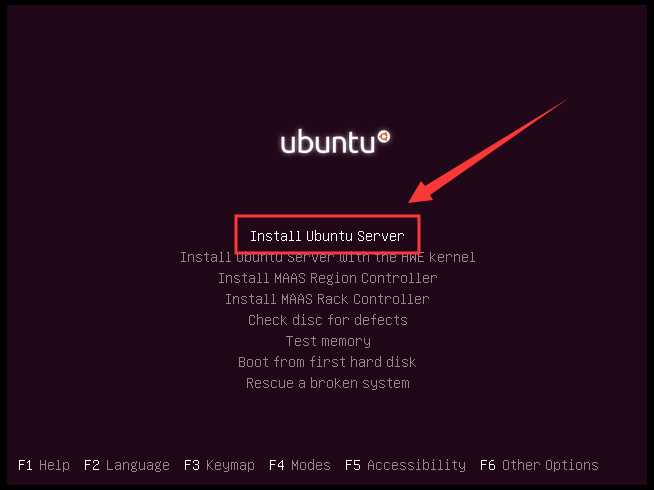 ubuntu
Install Ubuntu Server
Install Ubuntu Server with the HWE kernel
Install MAAS Region Controller
Install MAAS Rack Controller
Check disc for defects
Test memory
Boot from first hard disk
Rescue a broken system
F1 Help F2 Language F3 Keymap F4 Modes F5 Accessibility F6 Other Options